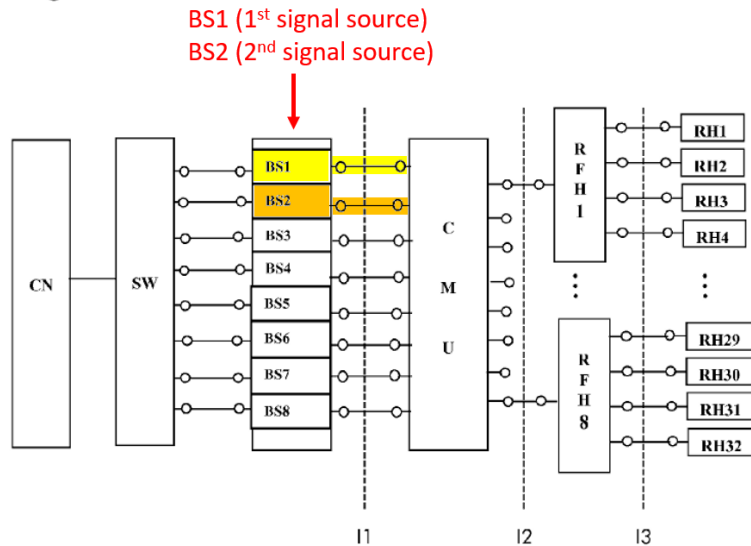 BS1 (1st signal source)
BS2 (2nd signal source)
CN
SW
BS1
BS2
BS3
BS4
BS5
BS6
BS7
BS8
C
M
U
R
F
H
1
R
F
H
8
RH1
RH2
RH3
RH4
RH29
RH30
RH31
RH32
I1
I2
I3